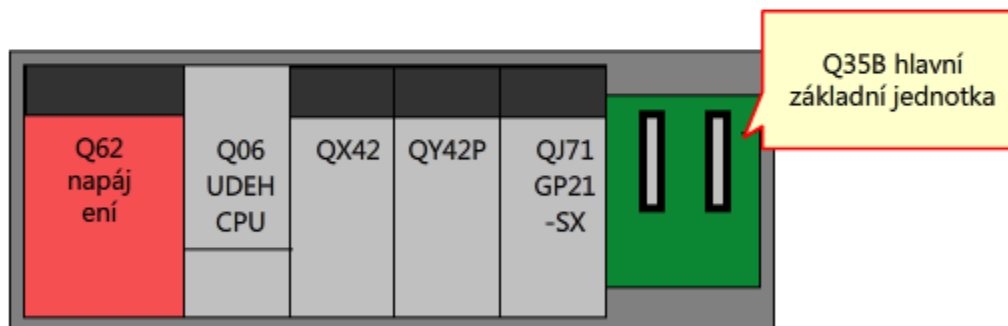 Q62
napáj
ení
Q06
UDEH
CPU
QX42
QY42P
QJ71
GP21
-SX
Q35B hlavní
základní jednotka